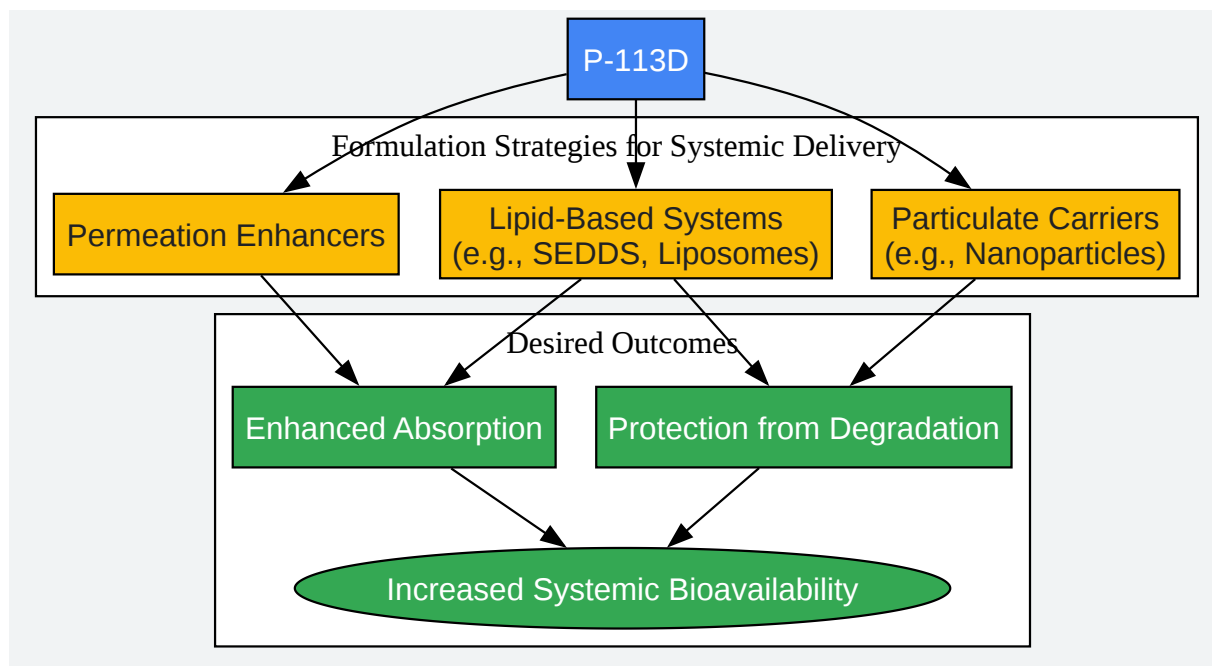 P-113D
Formulation Strategies for Systemic Delivery
Permeation Enhancers
Lipid-Based Systems
(e.g., SEDDS, Liposomes)
Particulate Carriers
(e.g., Nanoparticles)
Desired Outcomes
Enhanced Absorption
Protection from Degradation
Increased Systemic Bioavailability